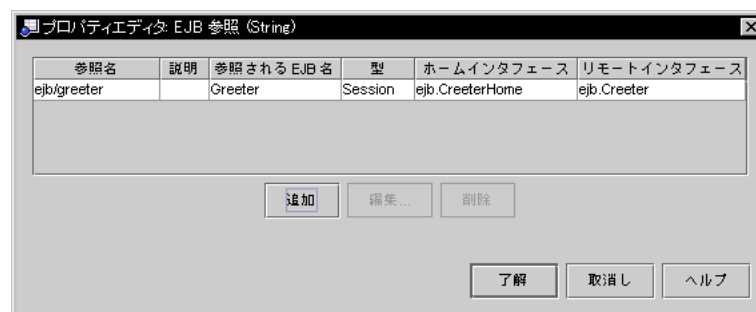 プロパティエディタ: EJB 参照 (String)
参照名 説明 参照される EJB 名 型 ホームインタフェース リモートインタフェース
ejb/greeter Greeter Session ejb.CreeterHome ejb.Creeter
追加 編集... 削除
了解 取消し ヘルプ